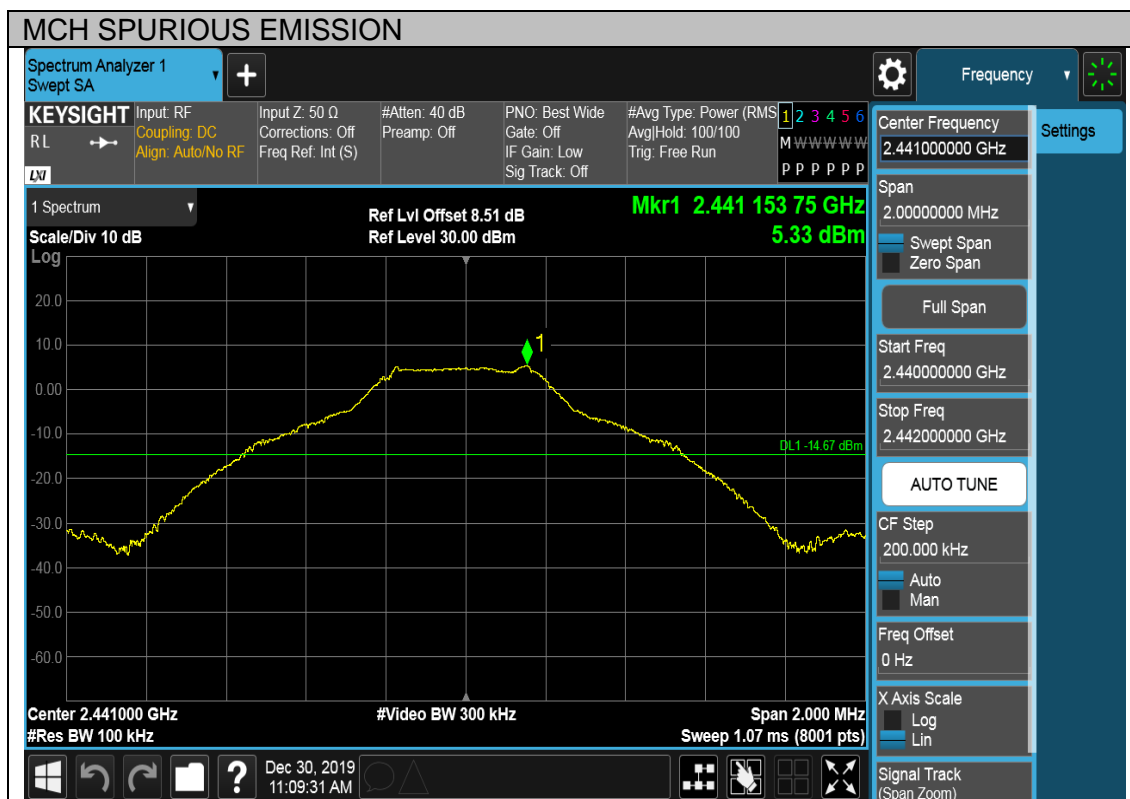 MCH SPURIOUS EMISSION
Spectrum Analyzer 1
Swept SA
Frequency
KEYSIGHT
RL
LXI
Input: RF
Coupling: DC
Align: Auto/No RF
Input Z: 50 Ω
Corrections: Off
Freq Ref: Int (S)
#Atten: 40 dB
Preamp: Off
PNO: Best Wide
Gate: Off
IF Gain: Low
Sig Track: Off
#Avg Type: Power (RMS
Avg|Hold: 100/100
Trig: Free Run
1 2 3 4 5 6
M W W W W W
P P P P P P
1 Spectrum
Scale/Div 10 dB
Log
Ref Lvl Offset 8.51 dB
Ref Level 30.00 dBm
Mkr1 2.441 153 75 GHz
5.33 dBm
20.0
10.0
0.00
-10.0
-20.0
-30.0
-40.0
-50.0
-60.0
1
DL1 -14.67 dBm
Center 2.441000 GHz
#Res BW 100 kHz
#Video BW 300 kHz
Span 2.000 MHz
Sweep 1.07 ms (8001 pts)
Dec 30, 2019
11:09:31 AM
Center Frequency
2.441000000 GHz
Settings
Span
2.00000000 MHz
Swept Span
Zero Span
Full Span
Start Freq
2.440000000 GHz
Stop Freq
2.442000000 GHz
AUTO TUNE
CF Step
200.000 kHz
Auto
Man
Freq Offset
0 Hz
X Axis Scale
Log
Lin
Signal Track
(Span Zoom)